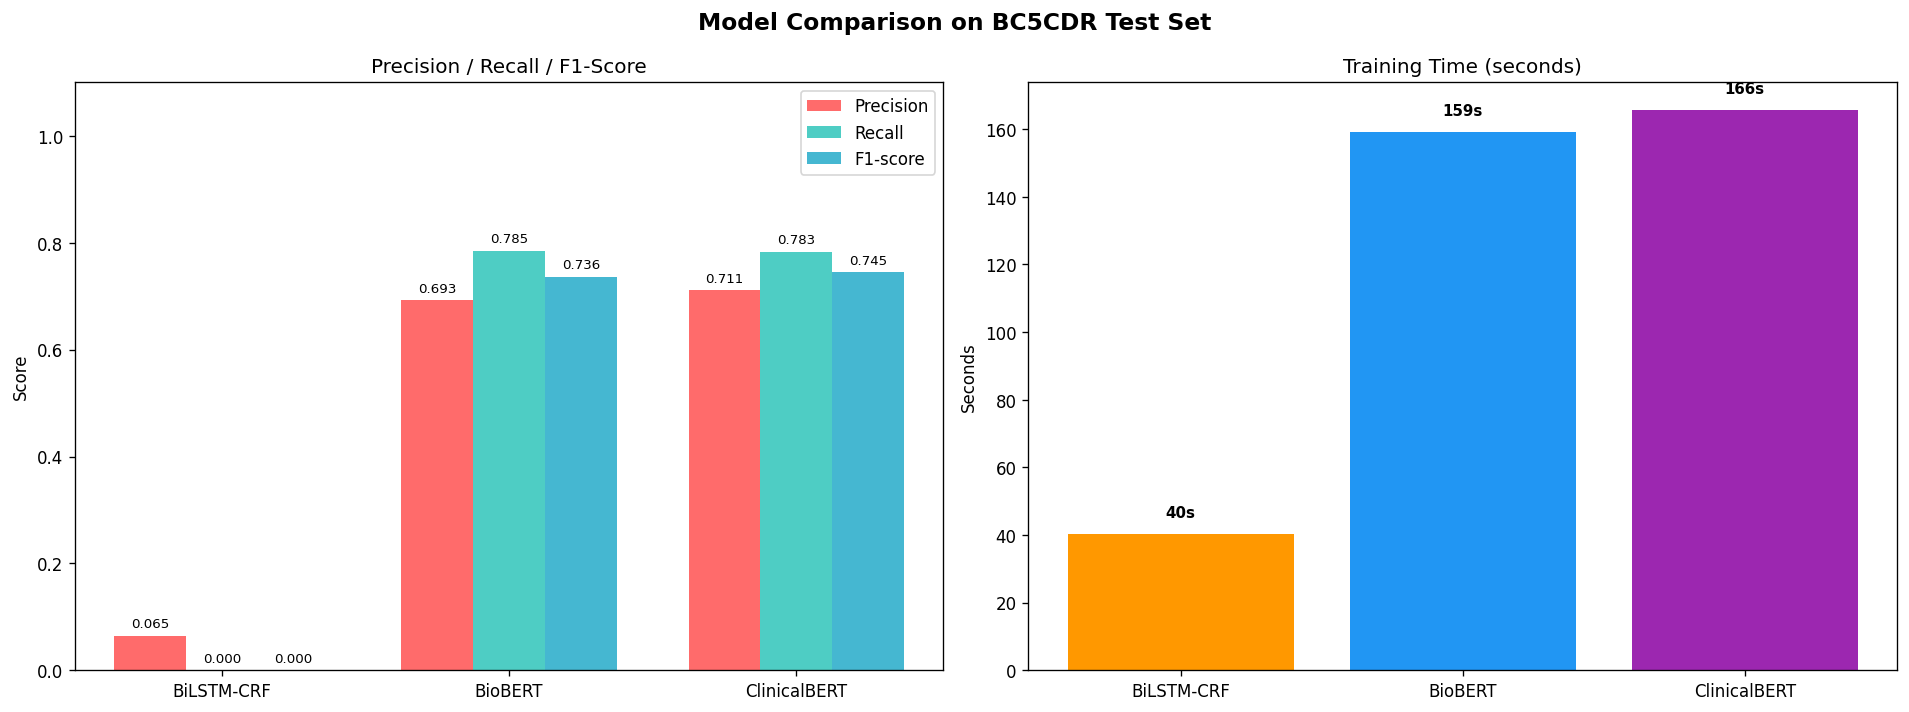 Model Comparison on BC5CDR Test Set
Precision / Recall / F1-Score
Score
1.0
0.8
0.6
0.4
0.2
0.0
Precision
Recall
F1-score
0.065
0.000
0.000
0.693
0.785
0.736
0.711
0.783
0.745
BiLSTM-CRF
BioBERT
ClinicalBERT
Training Time (seconds)
Seconds
160
140
120
100
80
60
40
20
0
40s
159s
166s
BiLSTM-CRF
BioBERT
ClinicalBERT